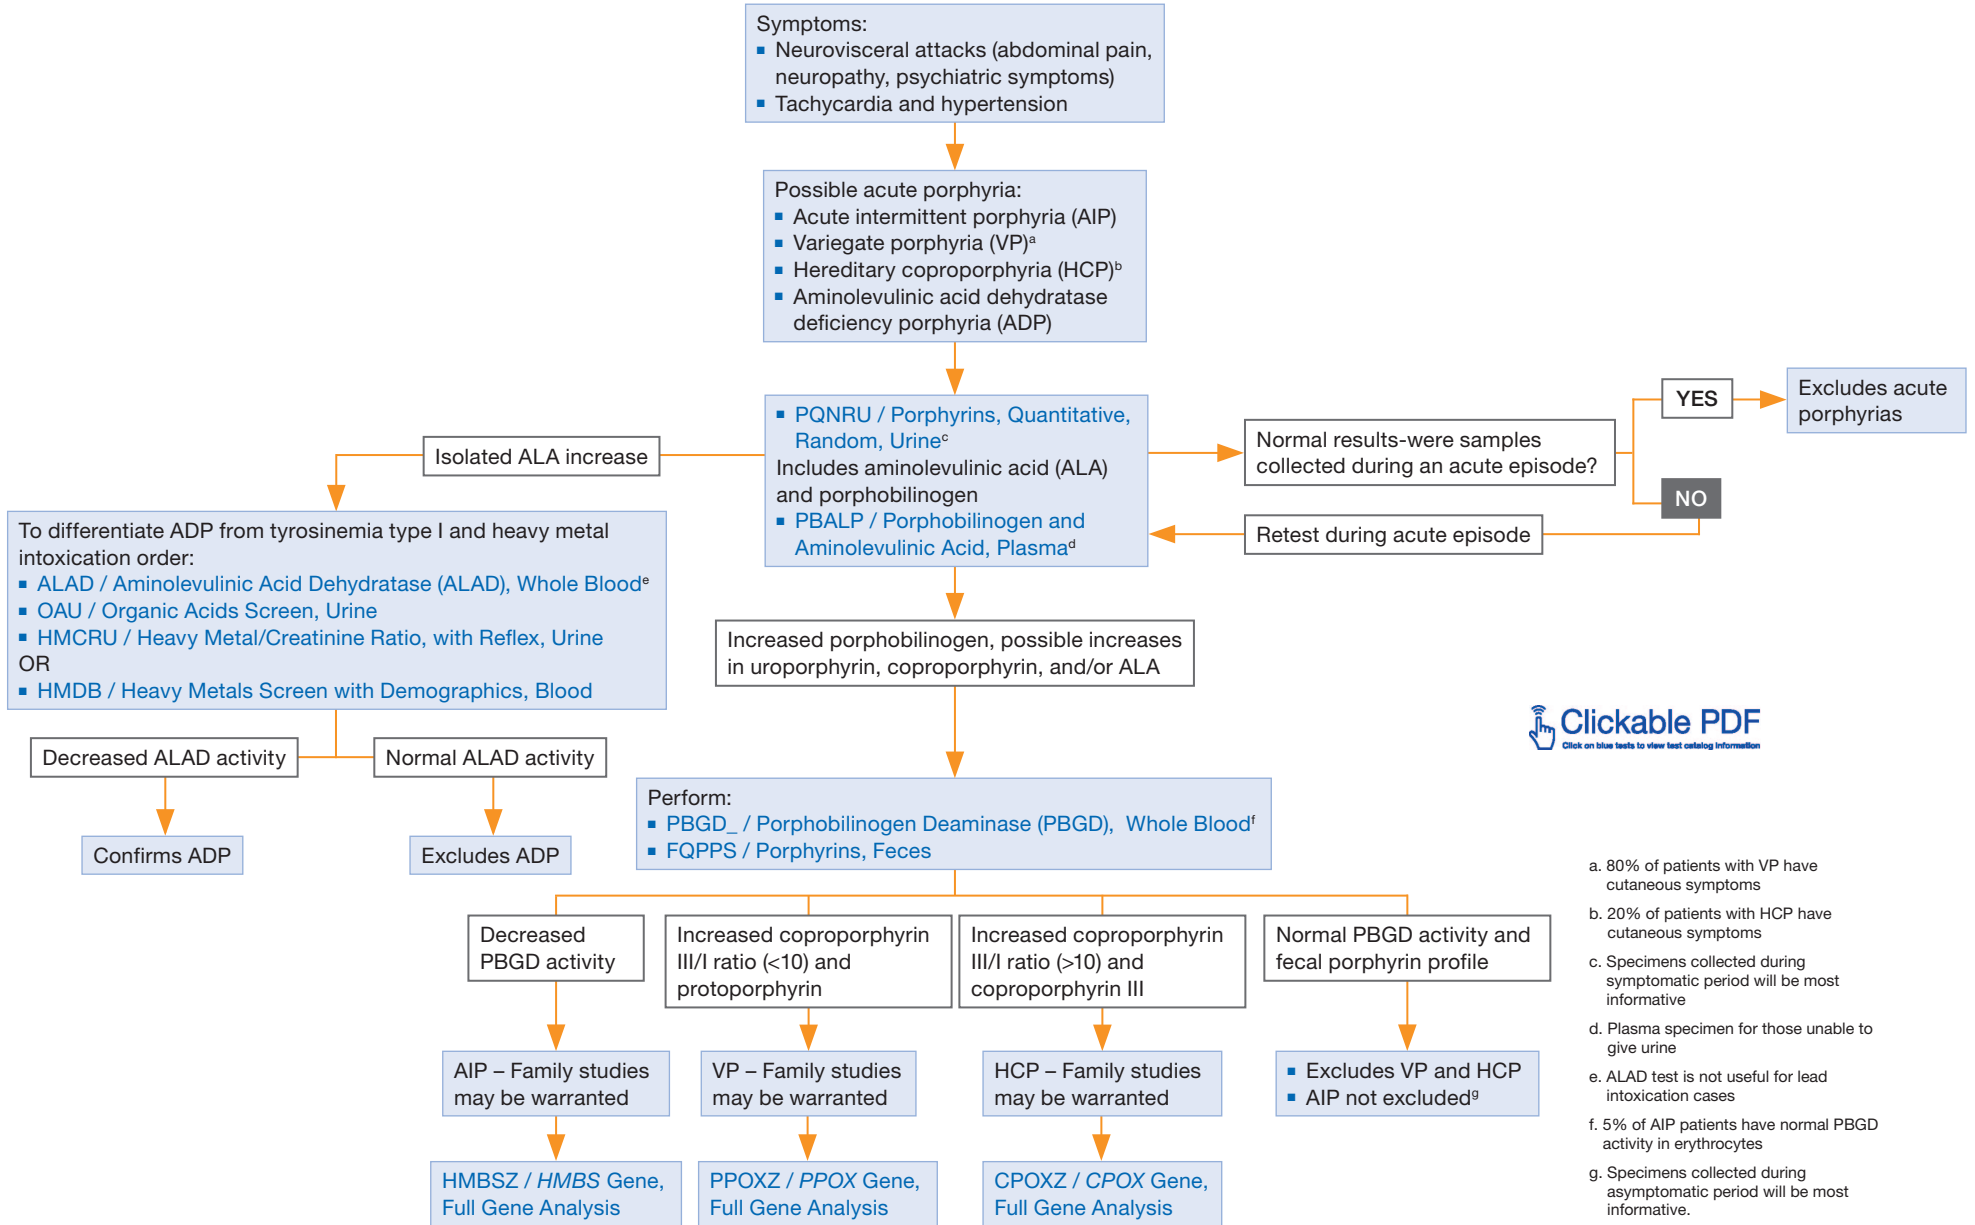 Symptoms:
▪ Neurovisceral attacks (abdominal pain,
neuropathy, psychiatric symptoms)
▪ Tachycardia and hypertension
Possible acute porphyria:
▪ Acute intermittent porphyria (AIP)
▪ Variegate porphyria (VP)ᵃ
▪ Hereditary coproporphyria (HCP)ᵇ
▪ Aminolevulinic acid dehydratase
deficiency porphyria (ADP)
▪ PQNRU / Porphyrins, Quantitative,
Random, Urineᶜ
Includes aminolevulinic acid (ALA)
and porphobilinogen
▪ PBALP / Porphobilinogen and
Aminolevulinic Acid, Plasmaᵈ
Normal results-were samples
collected during an acute episode?
YES
Excludes acute
porphyrias
NO
Retest during acute episode
Isolated ALA increase
To differentiate ADP from tyrosinemia type I and heavy metal
intoxication order:
▪ ALAD / Aminolevulinic Acid Dehydratase (ALAD), Whole Bloodᵉ
▪ OAU / Organic Acids Screen, Urine
▪ HMCRU / Heavy Metal/Creatinine Ratio, with Reflex, Urine
OR
▪ HMDB / Heavy Metals Screen with Demographics, Blood
Decreased ALAD activity
Normal ALAD activity
Confirms ADP
Excludes ADP
Increased porphobilinogen, possible increases
in uroporphyrin, coproporphyrin, and/or ALA
Clickable PDF
Click on blue tests to view test catalog information
Perform:
▪ PBGD_ / Porphobilinogen Deaminase (PBGD), Whole Bloodᶠ
▪ FQPPS / Porphyrins, Feces
Decreased
PBGD activity
Increased coproporphyrin
III/I ratio (<10) and
protoporphyrin
Increased coproporphyrin
III/I ratio (>10) and
coproporphyrin III
Normal PBGD activity and
fecal porphyrin profile
AIP – Family studies
may be warranted
VP – Family studies
may be warranted
HCP – Family studies
may be warranted
▪ Excludes VP and HCP
▪ AIP not excludedᵍ
HMBSZ / HMBS Gene,
Full Gene Analysis
PPOXZ / PPOX Gene,
Full Gene Analysis
CPOXZ / CPOX Gene,
Full Gene Analysis
a. 80% of patients with VP have
cutaneous symptoms
b. 20% of patients with HCP have
cutaneous symptoms
c. Specimens collected during
symptomatic period will be most
informative
d. Plasma specimen for those unable to
give urine
e. ALAD test is not useful for lead
intoxication cases
f. 5% of AIP patients have normal PBGD
activity in erythrocytes
g. Specimens collected during
asymptomatic period will be most
informative.